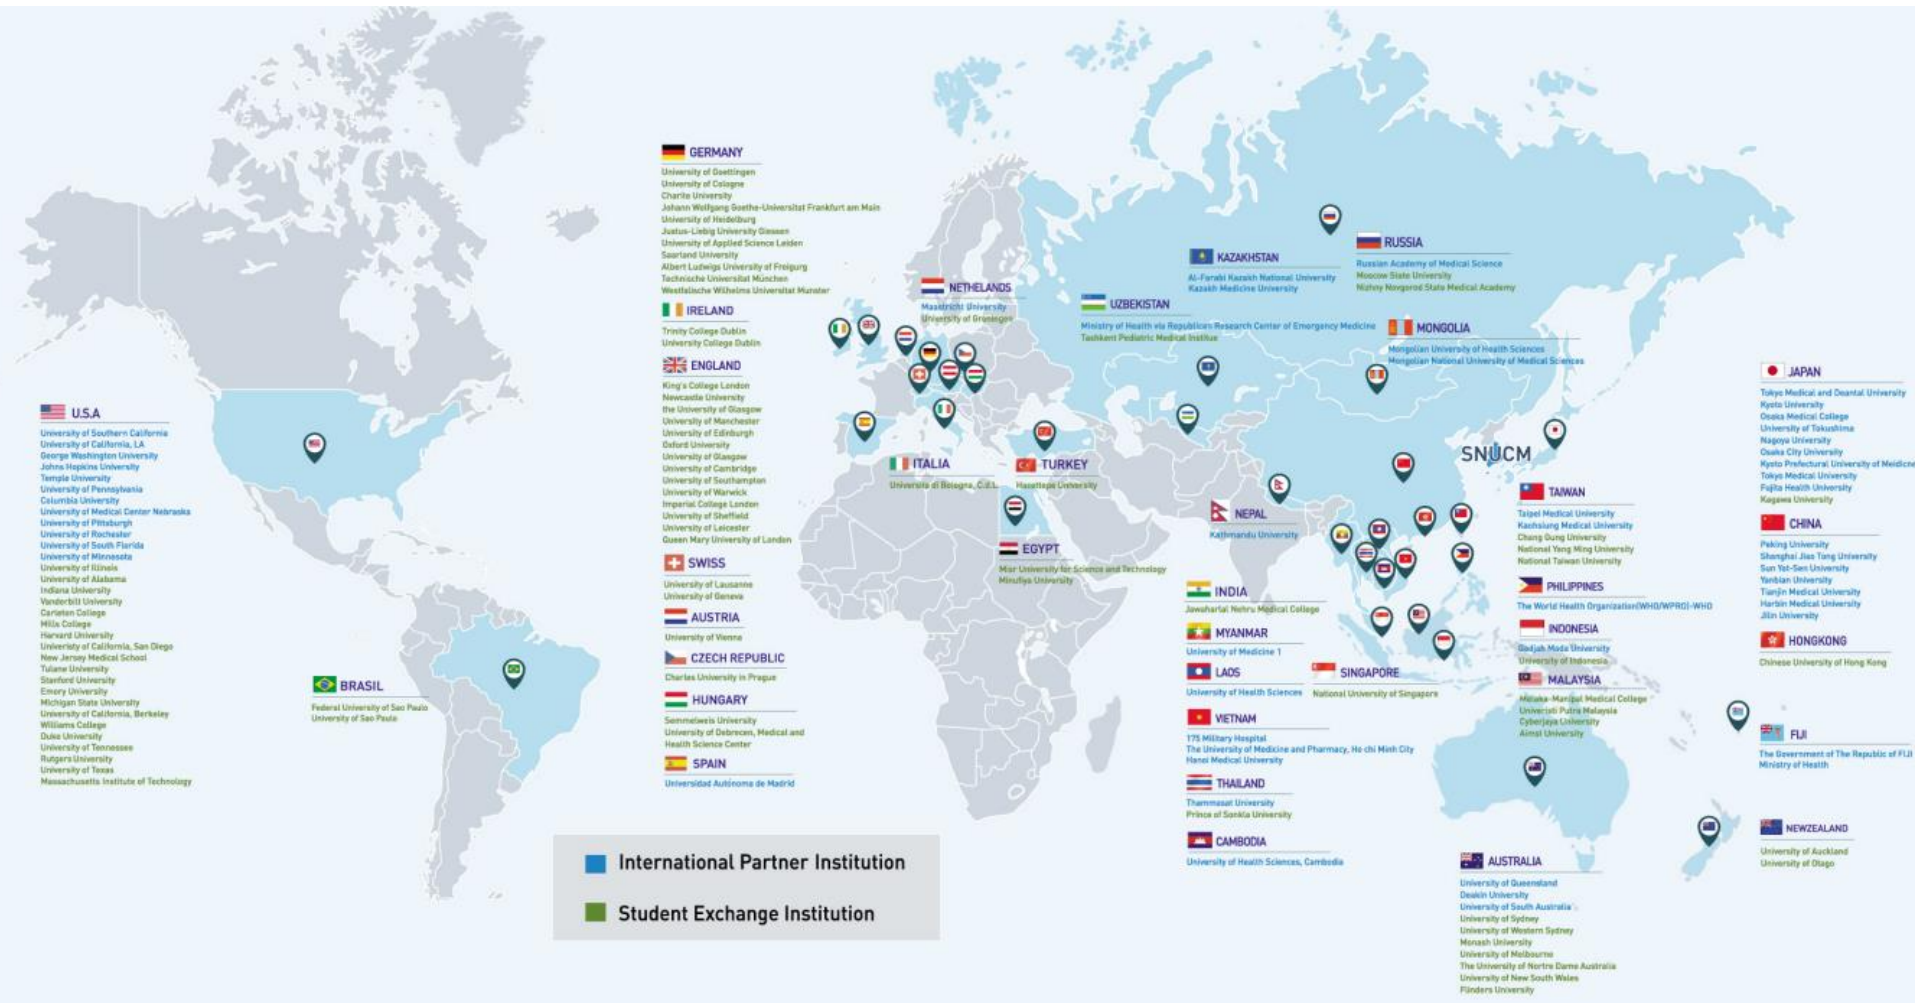 U.S.A
University of Southern California
University of California, LA
George Washington University
Johns Hopkins University
Temple University
University of Pennsylvania
Columbia University
University of Medical Center Nebraska
University of Pittsburgh
University of Rochester
University of South Florida
University of Minnesota
University of Illinois
University of Alabama
Indiana University
Vanderbilt University
Carleton College
Mills College
Harvard University
University of California, San Diego
New Jersey Medical School
Tulane University
Stanford University
Emory University
Michigan State University
University of California, Berkeley
Williams College
Duke University
University of Tennessee
Rutgers University
University of Texas
Massachusetts Institute of Technology
BRASIL
Federal University of Sao Paulo
University of Sao Paulo
GERMANY
University of Goettingen
University of Cologne
Charite University
Johann Wolfgang Goethe-Universitat Frankfurt am Main
University of Heidelburg
Justus-Liebig University Giessen
University of Applied Science Leiden
Saarland University
Albert Ludwigs University of Freigurg
Technische Universitat München
Westfalische Wilhelms Universitat Munster
IRELAND
Trinity College Dublin
University College Dublin
ENGLAND
King's College London
Newcastle University
the University of Glasgow
University of Manchester
University of Edinburgh
Oxford University
University of Glasgow
University of Cambridge
University of Southampton
University of Warwick
Imperial College London
University of Sheffield
University of Leicester
Queen Mary University of London
SWISS
University of Lausanne
University of Geneva
AUSTRIA
University of Vienna
CZECH REPUBLIC
Charles University in Prague
HUNGARY
Semmelweis University
University of Debrecen, Medical and
Health Science Center
SPAIN
Universidad Autónoma de Madrid
NETHELANDS
Maastricht University
University of Groningen
ITALIA
Universita di Bologna, C.d.L.
TURKEY
Hacettepe University
EGYPT
Misr University for Science and Technology
Minufiya University
KAZAKHSTAN
Al-Farabi Kazakh National University
Kazakh Medicine University
RUSSIA
Russian Academy of Medical Science
Moscow State University
Nizhny Novgorod State Medical Academy
UZBEKISTAN
Ministry of Health via Republican Research Center of Emergency Medicine
Tashkent Pediatric Medical Institue
MONGOLIA
Mongolian University of Health Sciences
Mongolian National University of Medical Sciences
SNUCM
NEPAL
Kathmandu University
INDIA
Jawaharlal Nehru Medical College
MYANMAR
University of Medicine 1
LAOS
University of Health Sciences
SINGAPORE
National University of Singapore
VIETNAM
175 Military Hospital
The University of Medicine and Pharmacy, Ho chi Minh City
Hanoi Medical University
THAILAND
Thammasat University
Prince of Sonkla University
CAMBODIA
University of Health Sciences, Cambodia
TAIWAN
Taipei Medical University
Kaohsiung Medical University
Chang Gung University
National Yang Ming University
National Taiwan University
PHILIPPINES
The World Health Organization(WHO/WPRO)-WHO
INDONESIA
Gadjah Mada University
University of Indonesia
MALAYSIA
Melaka-Manipal Medical College
Univeristi Putra Malaysia
Cyberjaya University
Aimst University
AUSTRALIA
University of Queensland
Deakin University
University of South Australia
University of Sydney
University of Western Sydney
Monash University
University of Melbourne
The University of Nortre Dame Australia
University of New South Wales
Flinders University
JAPAN
Tokyo Medical and Deantal University
Kyoto University
Osaka Medical College
University of Tokushima
Nagoya University
Osaka City University
Kyoto Prefectural University of Meidicne
Tokyo Medical University
Fujita Health University
Kagawa University
CHINA
Peking University
Shanghai Jiao Tong University
Sun Yat-Sen University
Yanbian University
Tianjin Medical University
Harbin Medical University
Jilin University
HONGKONG
Chinese University of Hong Kong
FIJI
The Government of The Republic of FIJI
Ministry of Health
NEWZEALAND
University of Auckland
University of Otago
International Partner Institution
Student Exchange Institution